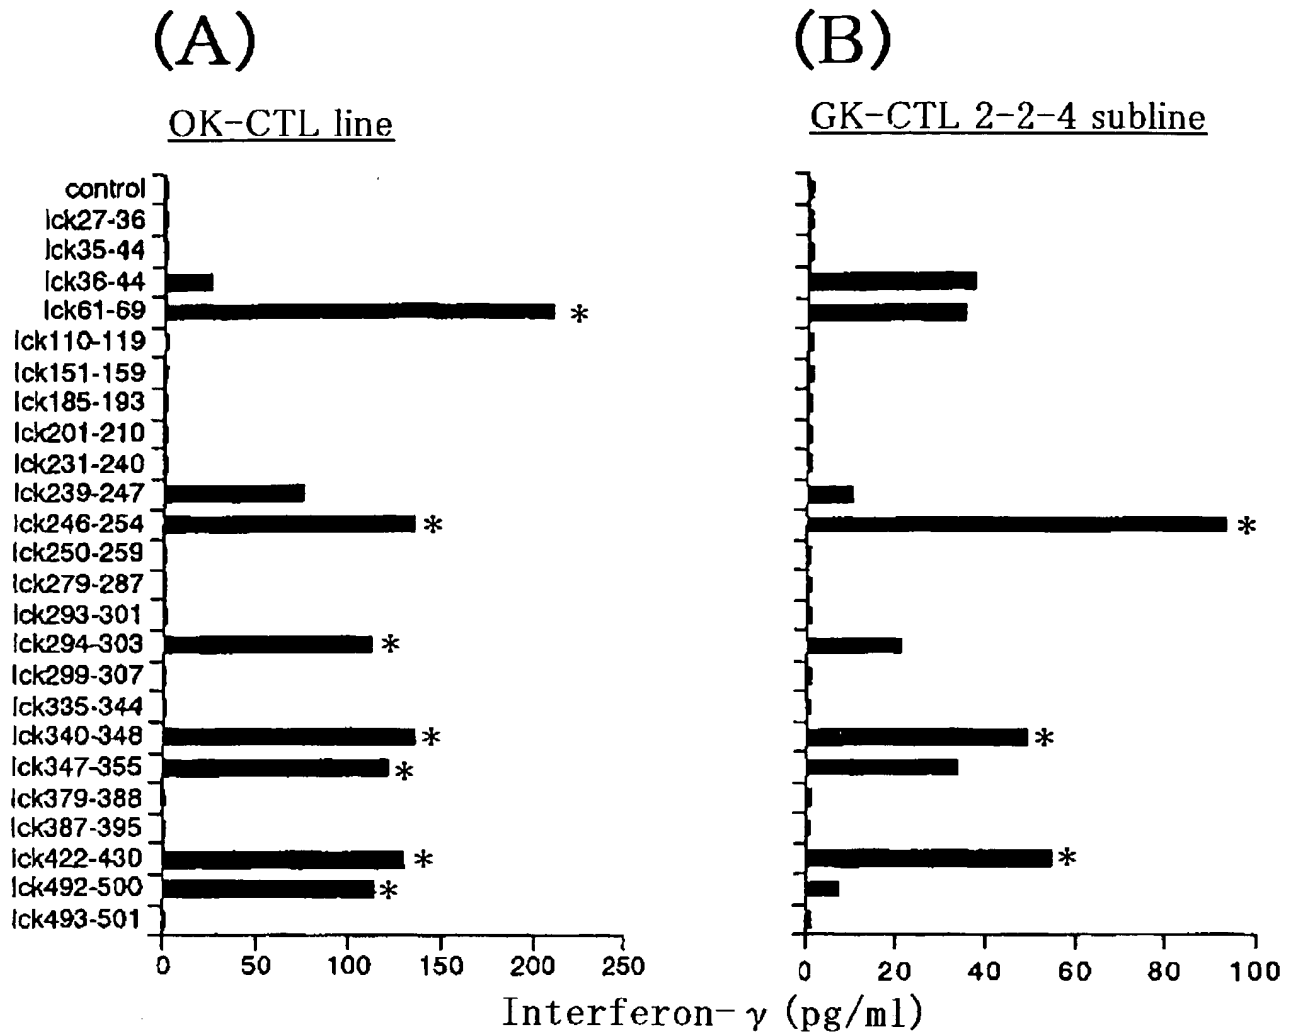 (A)
(B)
OK-CTL line
GK-CTL 2-2-4 subline
control
lck27-36
lck35-44
lck36-44
lck61-69
*
lck110-119
lck151-159
lck185-193
lck201-210
lck231-240
lck239-247
lck246-254
*
*
lck250-259
lck279-287
lck293-301
lck294-303
*
lck299-307
lck335-344
lck340-348
*
*
lck347-355
*
lck379-388
lck387-395
lck422-430
*
*
lck492-500
*
lck493-501
0 50 100 150 200 250
0 20 40 60 80 100
Interferon-γ (pg/ml)